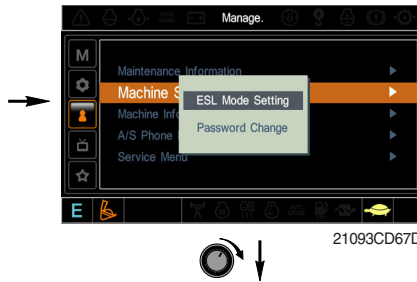 Manage.
M
Maintenance Information
Machine S
ESL Mode Setting
Machine Info
Password Change
A/S Phone
Service Menu
E
21093CD67D